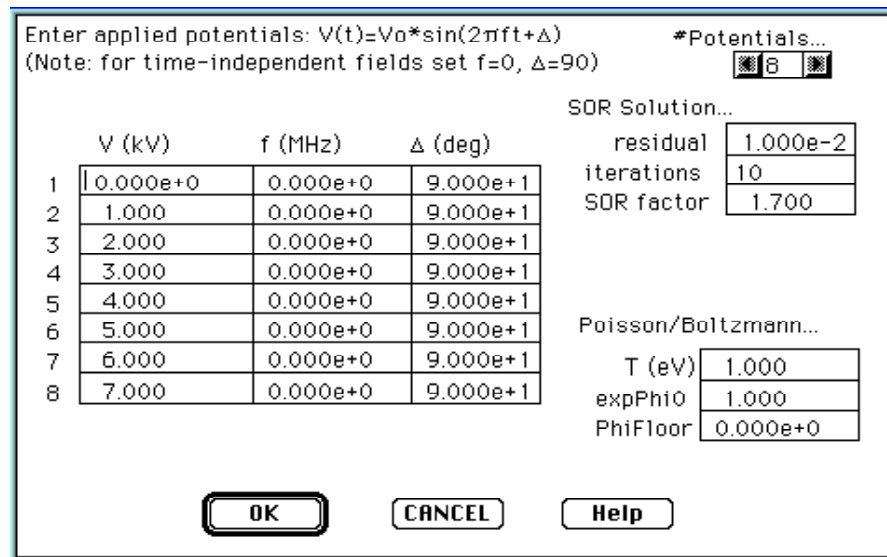 Enter applied potentials: V(t)=Vo*sin(2πft+Δ)
(Note: for time-independent fields set f=0, Δ=90)
#Potentials...
8
V (kV) f (MHz) Δ (deg)
1 0.000e+0 0.000e+0 9.000e+1
2 1.000 0.000e+0 9.000e+1
3 2.000 0.000e+0 9.000e+1
4 3.000 0.000e+0 9.000e+1
5 4.000 0.000e+0 9.000e+1
6 5.000 0.000e+0 9.000e+1
7 6.000 0.000e+0 9.000e+1
8 7.000 0.000e+0 9.000e+1
SOR Solution...
residual 1.000e-2
iterations 10
SOR factor 1.700
Poisson/Boltzmann...
T (eV) 1.000
expPhi0 1.000
PhiFloor 0.000e+0
OK CANCEL Help